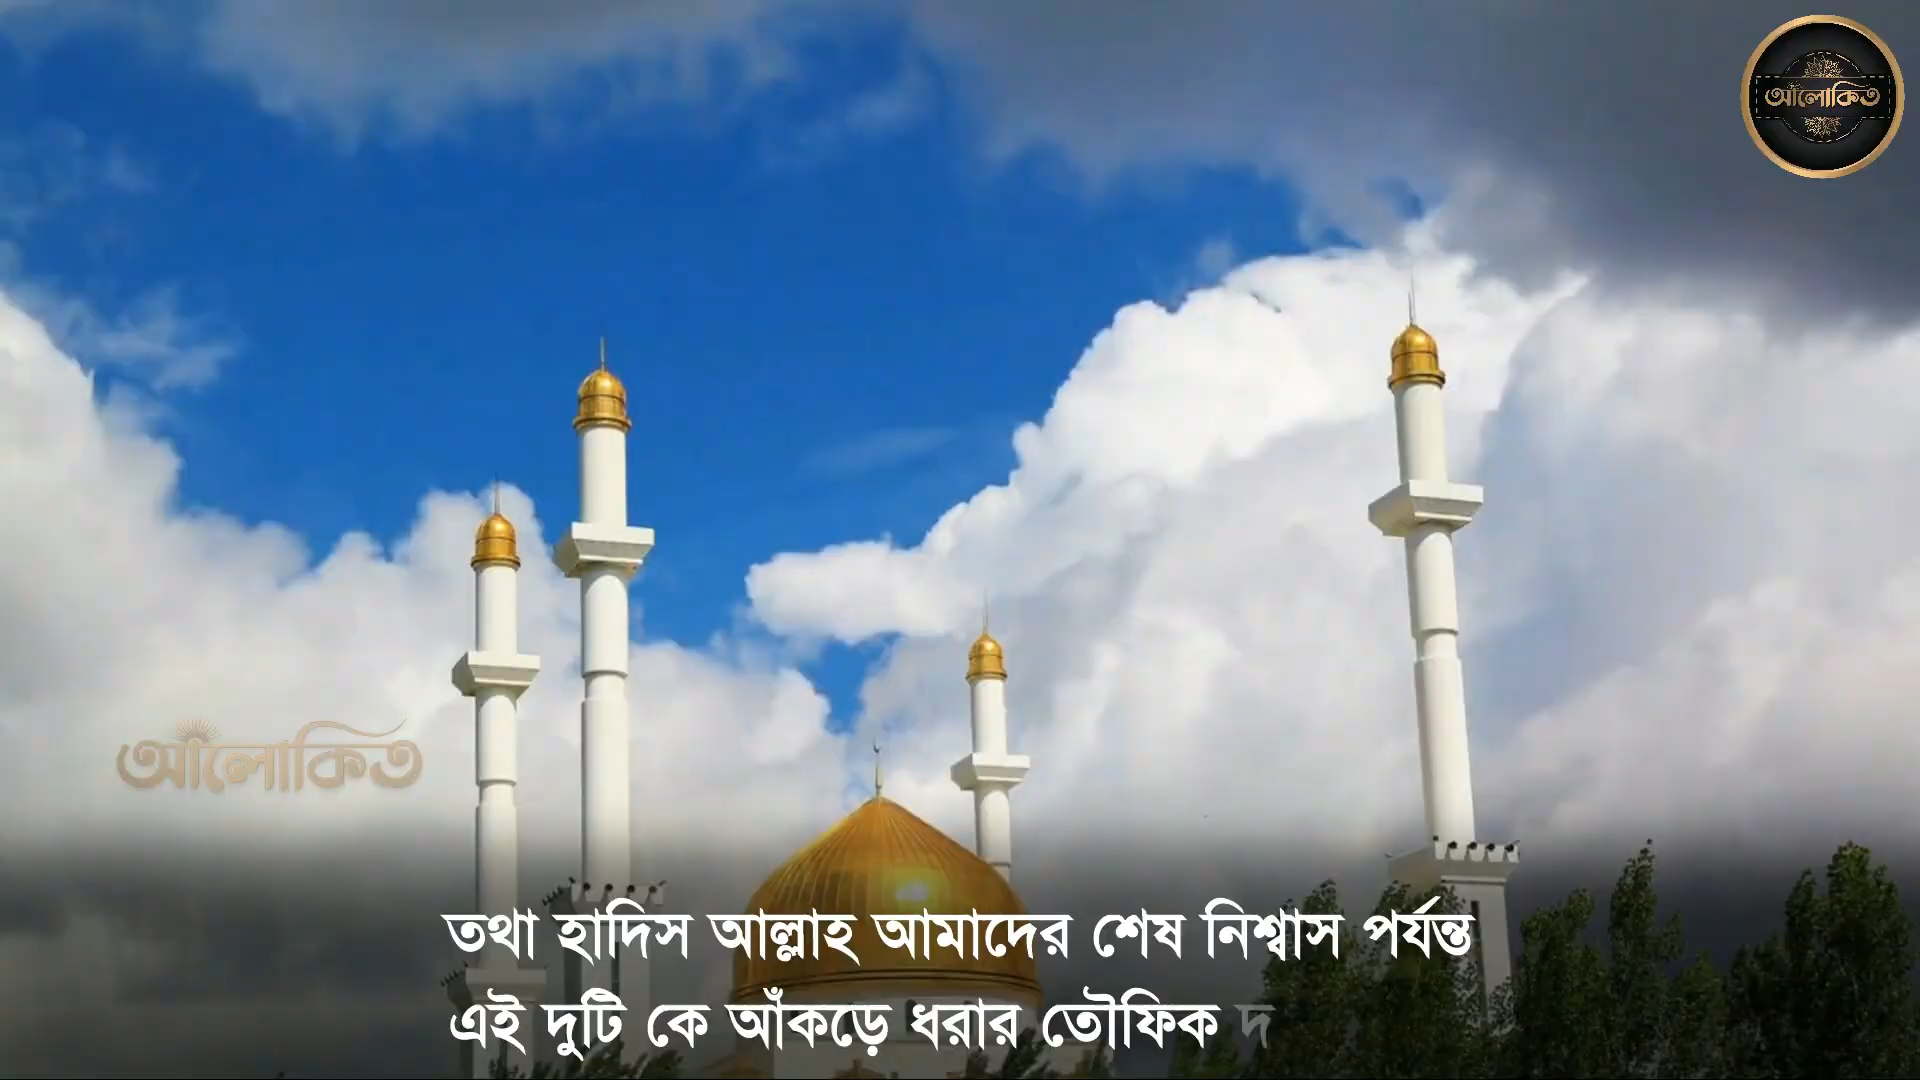 আলোকিত
আলোকিত
তথা হাদিস আল্লাহ আমাদের শেষ নিশ্বাস পর্যন্ত
এই দুটি কে আঁকড়ে ধরার তৌফিক দ